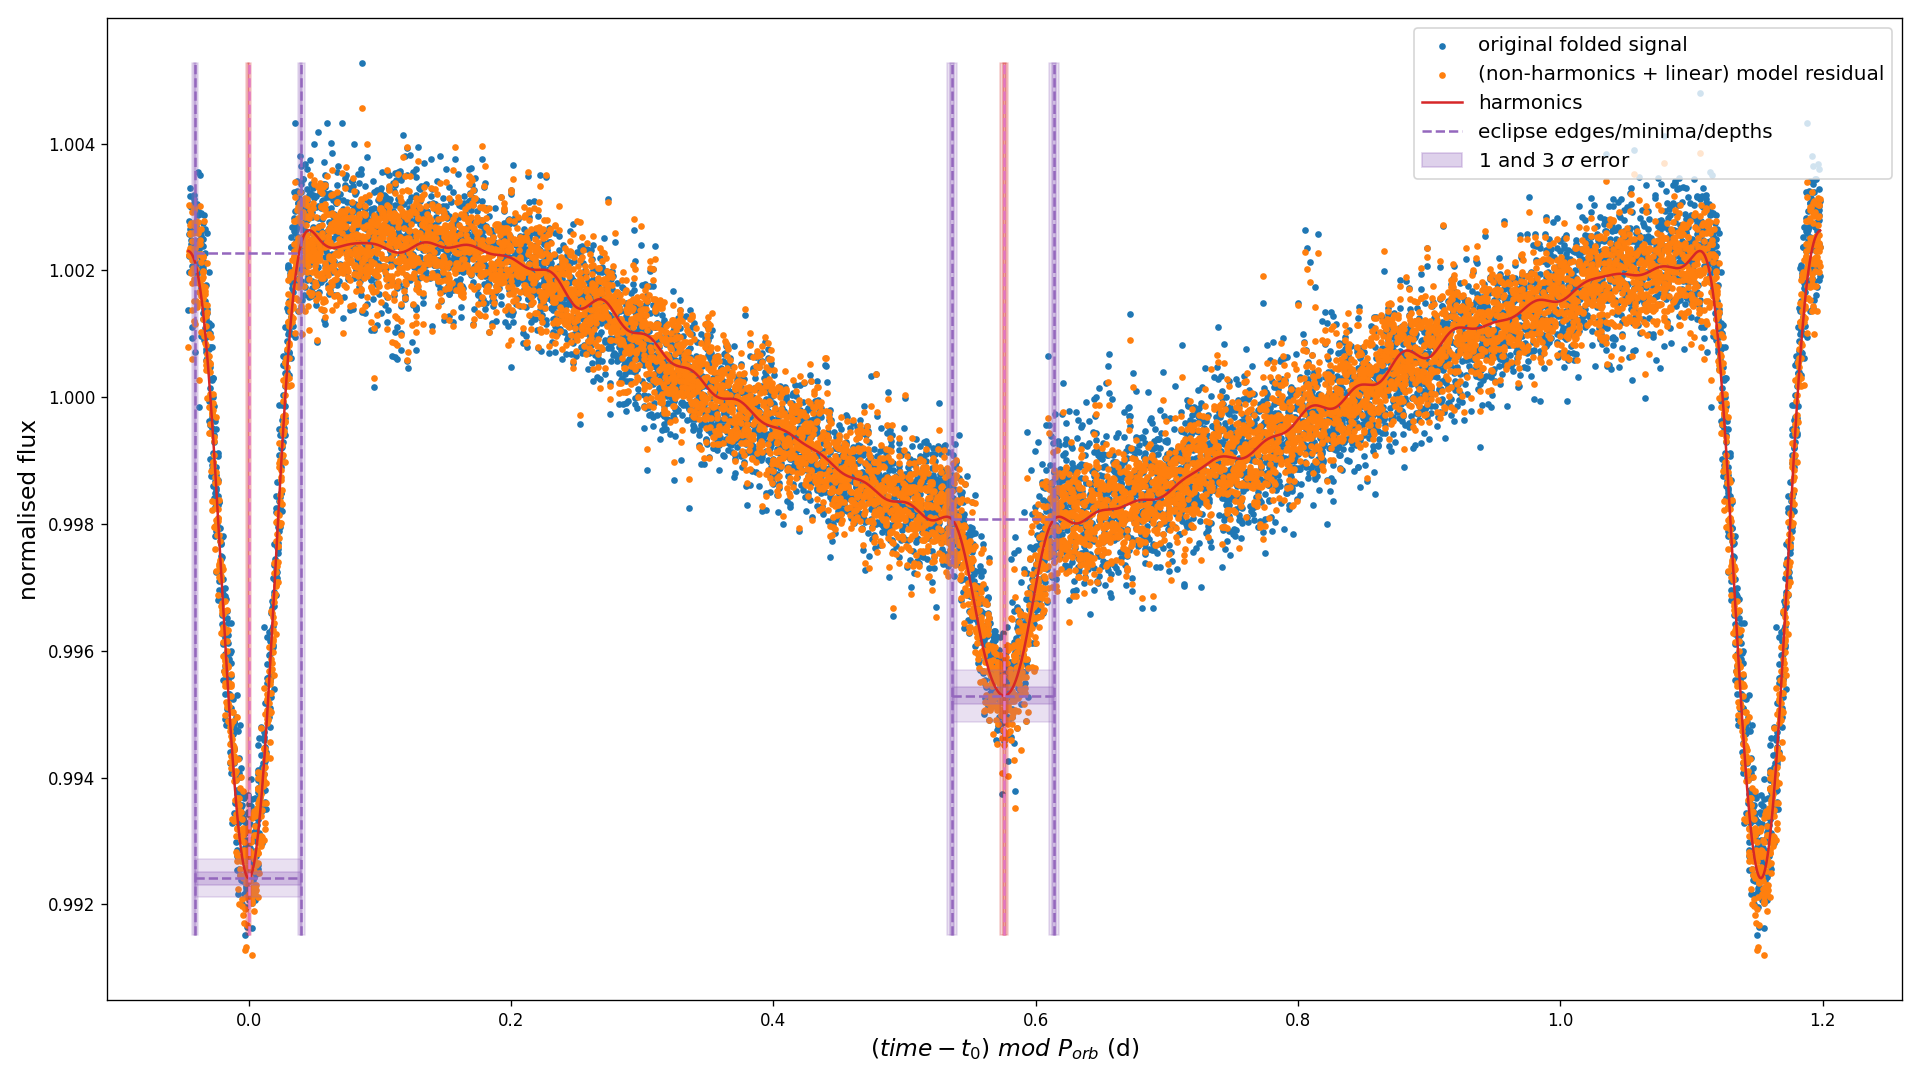 original folded signal
(non-harmonics + linear) model residual
harmonics
eclipse edges/minima/depths
1 and 3 σ error
normalised flux
1.004
1.002
1.000
0.998
0.996
0.994
0.992
0.0 0.2 0.4 0.6 0.8 1.0 1.2
(time − t₀) mod P_orb (d)